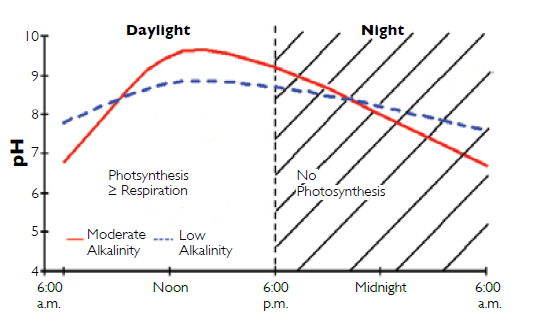 Daylight
Night
10
9
8
7
6
5
4
pH
Photsynthesis
≥ Respiration
No
Photosynthesis
Moderate
Alkalinity
Low
Alkalinity
6:00
a.m.
Noon
6:00
p.m.
Midnight
6:00
a.m.